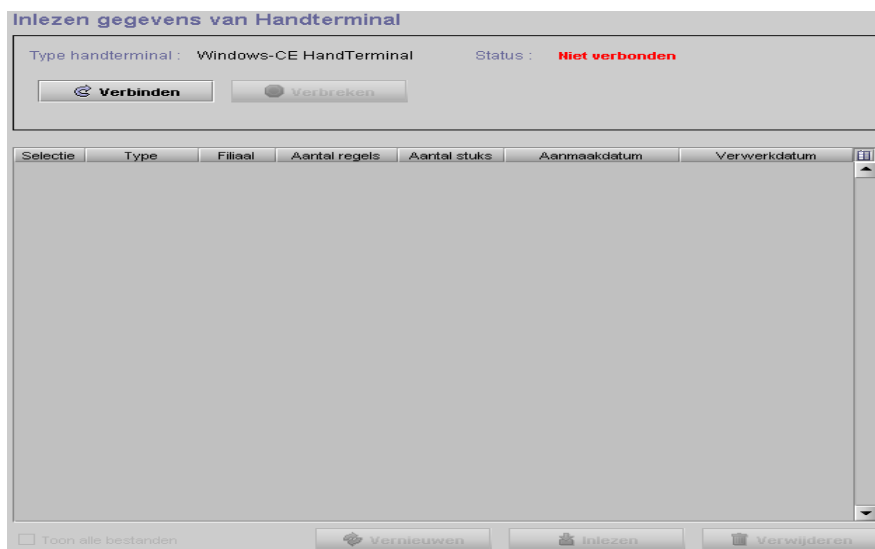 Inlezen gegevens van Handterminal
Type handterminal : Windows-CE HandTerminal Status : Niet verbonden
Verbinden Verbreken
Selectie Type Filiaal Aantal regels Aantal stuks Aanmaakdatum Verwerkdatum
Toon alle bestanden Vernieuwen Inlezen Verwijderen